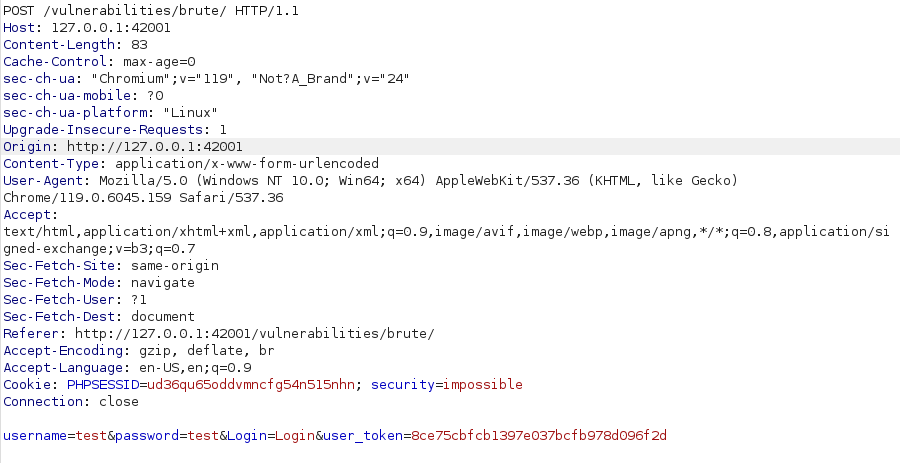 POST /vulnerabilities/brute/ HTTP/1.1
Host: 127.0.0.1:42001
Content-Length: 83
Cache-Control: max-age=0
sec-ch-ua: "Chromium";v="119", "Not?A_Brand";v="24"
sec-ch-ua-mobile: ?0
sec-ch-ua-platform: "Linux"
Upgrade-Insecure-Requests: 1
Origin: http://127.0.0.1:42001
Content-Type: application/x-www-form-urlencoded
User-Agent: Mozilla/5.0 (Windows NT 10.0; Win64; x64) AppleWebKit/537.36 (KHTML, like Gecko)
Chrome/119.0.6045.159 Safari/537.36
Accept:
text/html,application/xhtml+xml,application/xml;q=0.9,image/avif,image/webp,image/apng,*/*;q=0.8,application/si
gned-exchange;v=b3;q=0.7
Sec-Fetch-Site: same-origin
Sec-Fetch-Mode: navigate
Sec-Fetch-User: ?1
Sec-Fetch-Dest: document
Referer: http://127.0.0.1:42001/vulnerabilities/brute/
Accept-Encoding: gzip, deflate, br
Accept-Language: en-US,en;q=0.9
Cookie: PHPSESSID=ud36qu65oddvmncfg54n515nhn; security=impossible
Connection: close
username=test&password=test&Login=Login&user_token=8ce75cbfcb1397e037bcfb978d096f2d